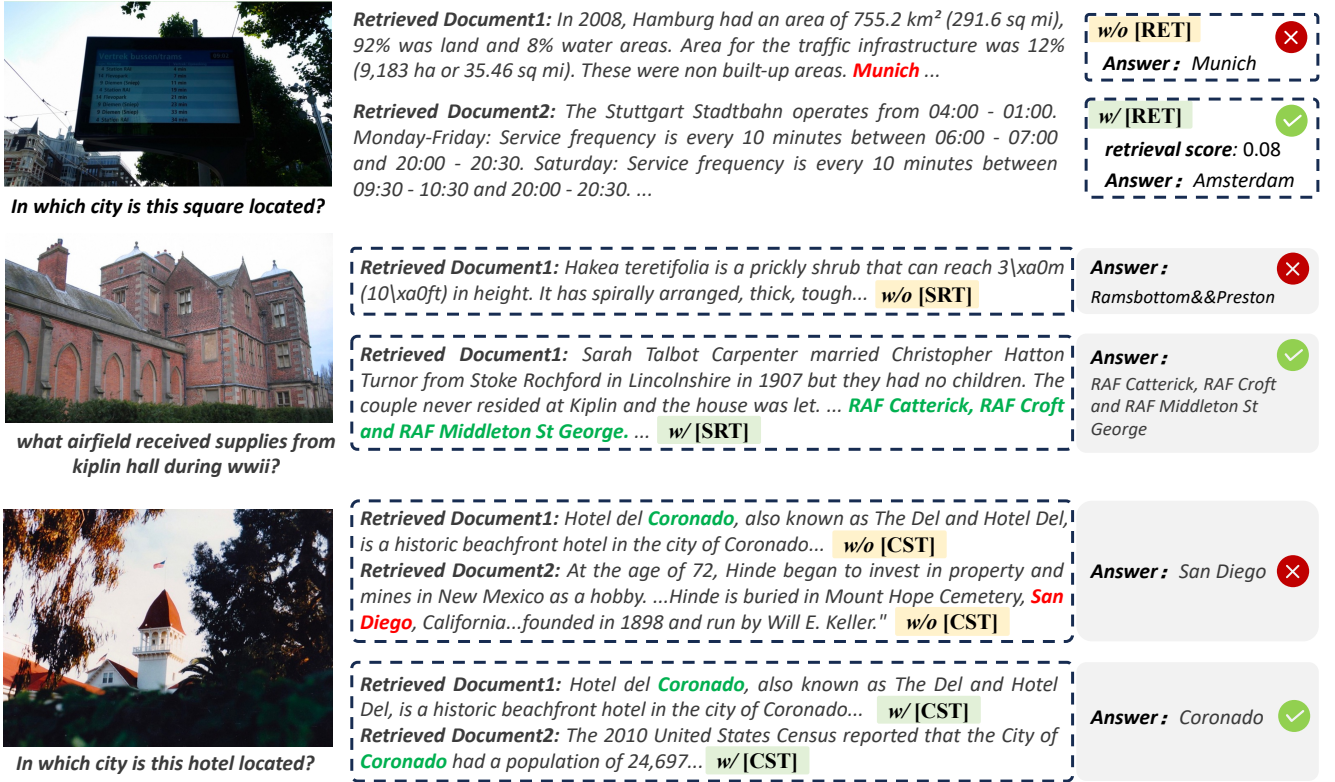 Vertrek bussen/trams
In which city is this square located?
Retrieved Document1: In 2008, Hamburg had an area of 755.2 km² (291.6 sq mi),
92% was land and 8% water areas. Area for the traffic infrastructure was 12%
(9,183 ha or 35.46 sq mi). These were non built-up areas. Munich ...
Retrieved Document2: The Stuttgart Stadtbahn operates from 04:00 - 01:00.
Monday-Friday: Service frequency is every 10 minutes between 06:00 - 07:00
and 20:00 - 20:30. Saturday: Service frequency is every 10 minutes between
09:30 - 10:30 and 20:00 - 20:30. ...
w/o [RET]
Answer: Munich
w/ [RET]
retrieval score: 0.08
Answer: Amsterdam
what airfield received supplies from
kiplin hall during wwii?
Retrieved Document1: Hakea teretifolia is a prickly shrub that can reach 3\xa0m
(10\xa0ft) in height. It has spirally arranged, thick, tough... w/o [SRT]
Answer:
Ramsbottom&&Preston
Retrieved Document1: Sarah Talbot Carpenter married Christopher Hatton
Turnor from Stoke Rochford in Lincolnshire in 1907 but they had no children. The
couple never resided at Kiplin and the house was let. ... RAF Catterick, RAF Croft
and RAF Middleton St George. ... w/ [SRT]
Answer:
RAF Catterick, RAF Croft
and RAF Middleton St
George
In which city is this hotel located?
Retrieved Document1: Hotel del Coronado, also known as The Del and Hotel Del,
is a historic beachfront hotel in the city of Coronado... w/o [CST]
Retrieved Document2: At the age of 72, Hinde began to invest in property and
mines in New Mexico as a hobby. ...Hinde is buried in Mount Hope Cemetery, San
Diego, California...founded in 1898 and run by Will E. Keller." w/o [CST]
Answer: San Diego
Retrieved Document1: Hotel del Coronado, also known as The Del and Hotel
Del, is a historic beachfront hotel in the city of Coronado... w/ [CST]
Retrieved Document2: The 2010 United States Census reported that the City of
Coronado had a population of 24,697... w/ [CST]
Answer: Coronado